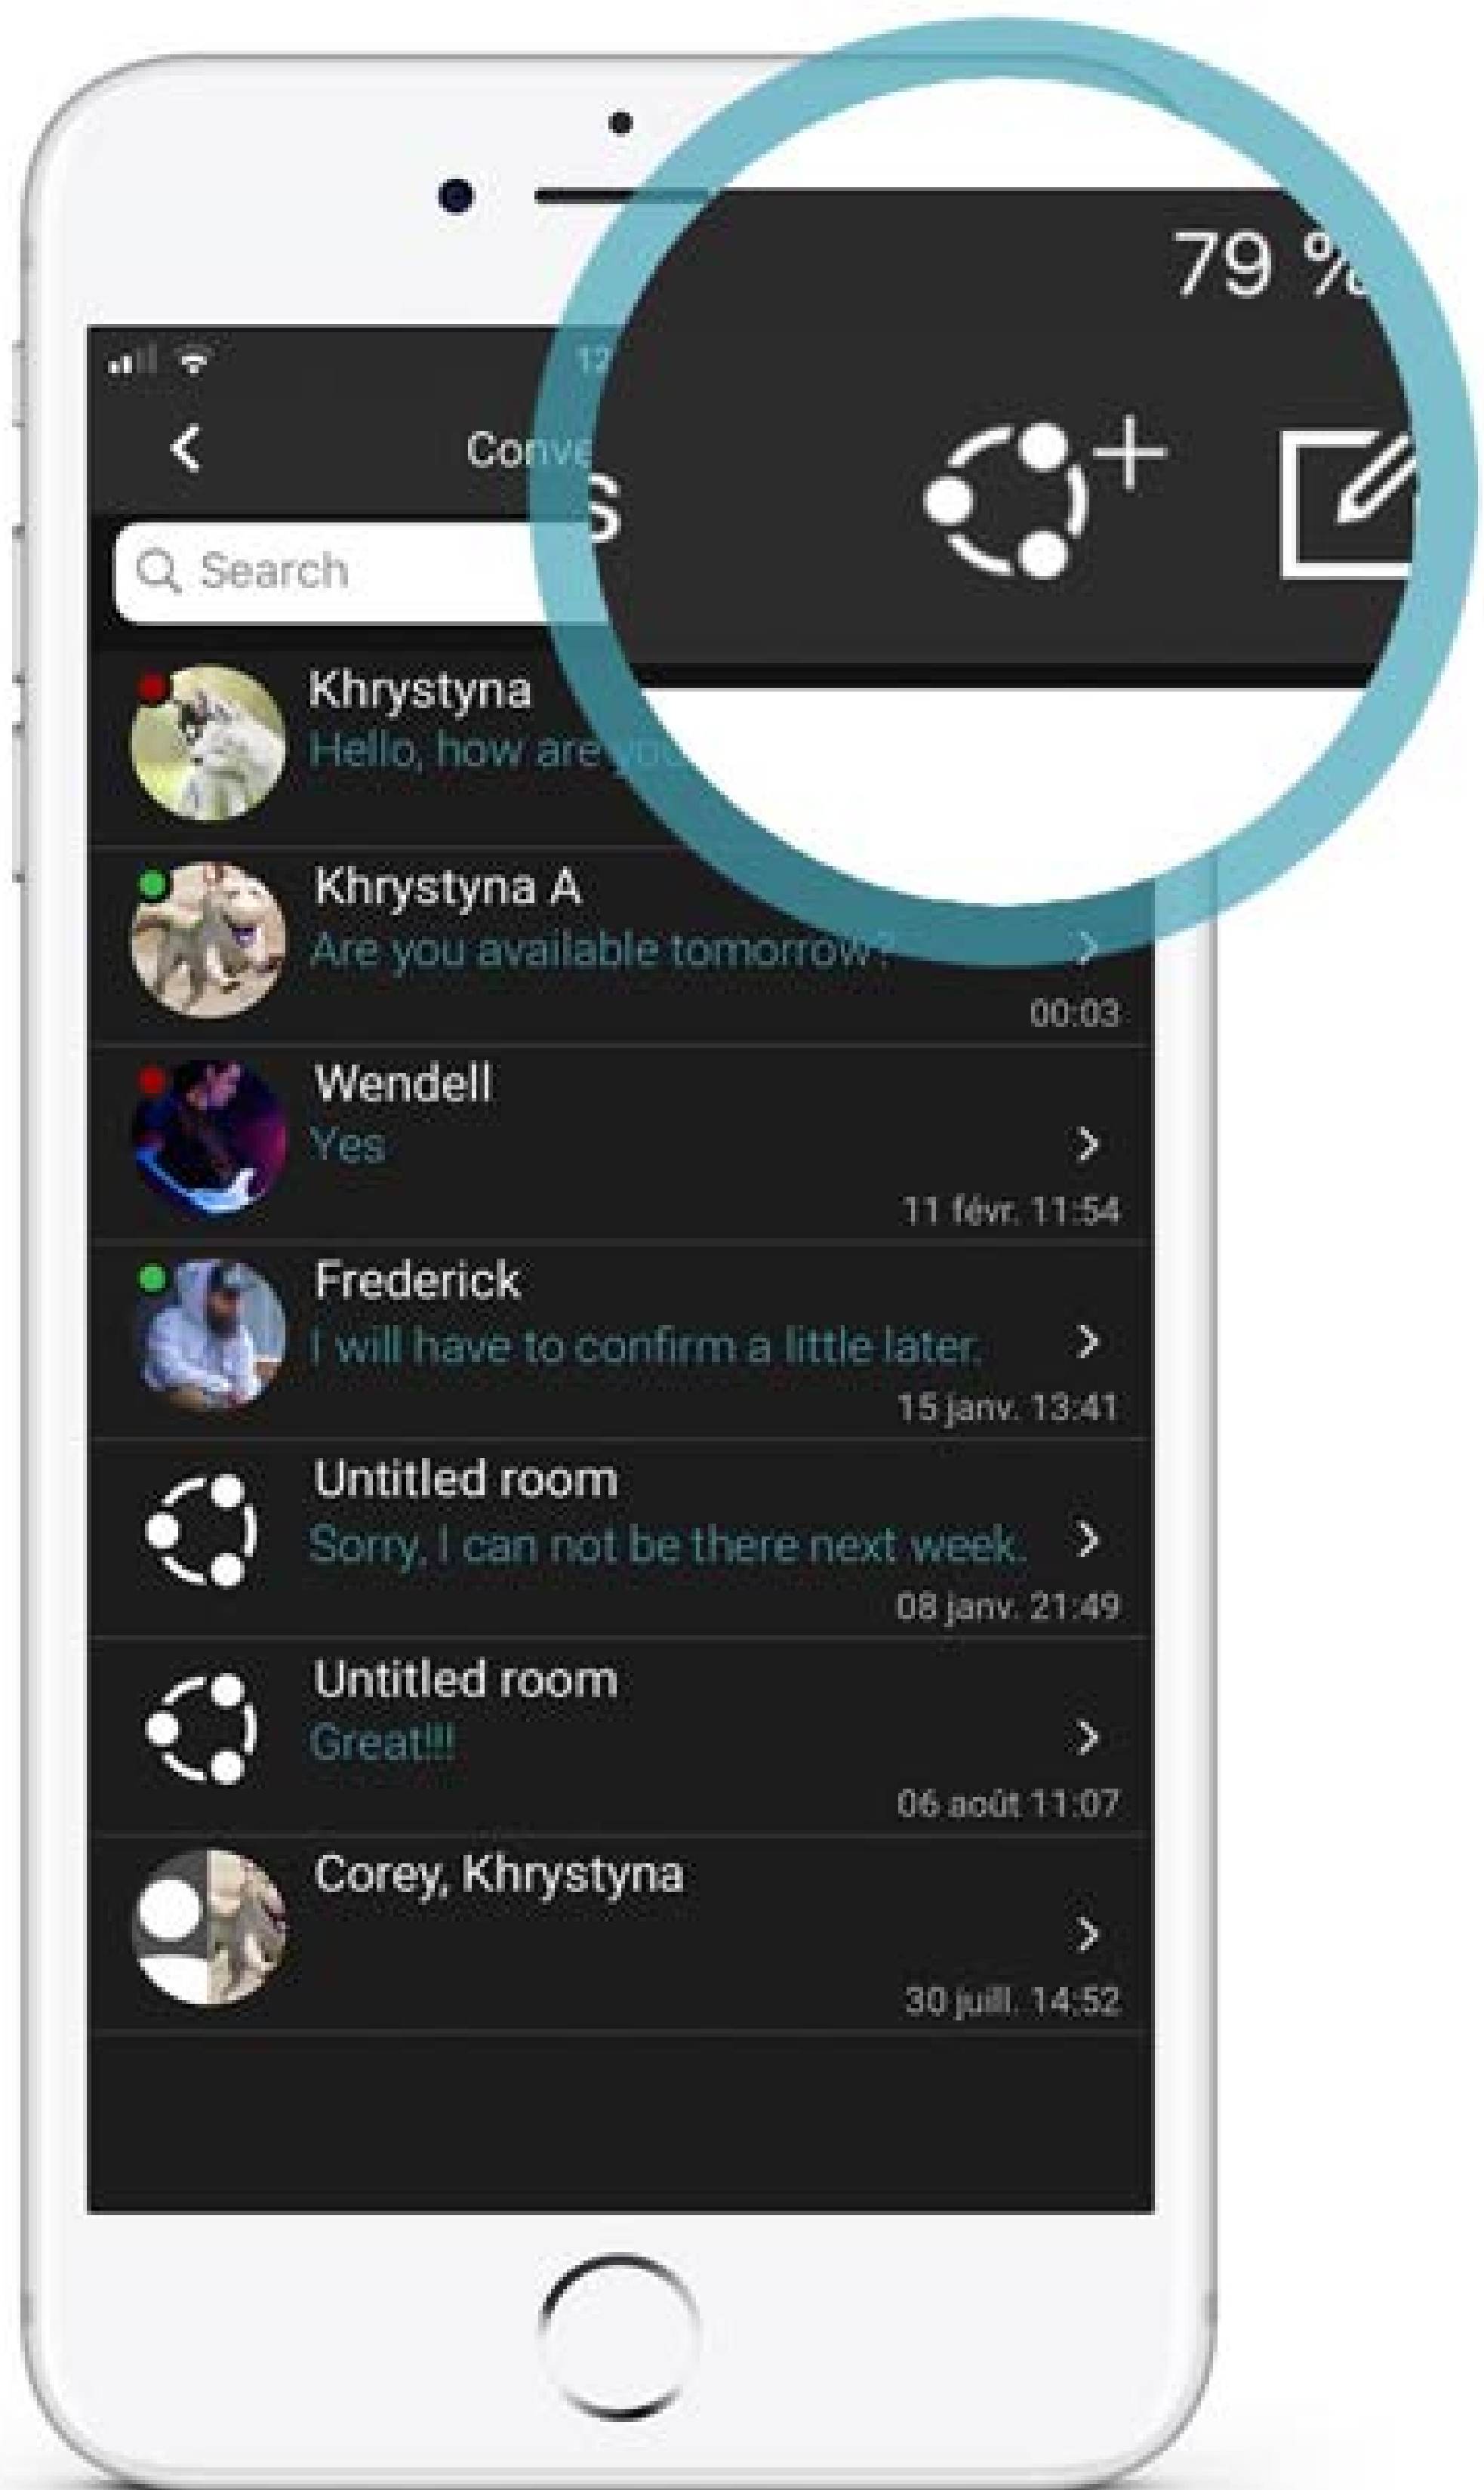 79 %
12
Conve
s
Search
Khrystyna
Hello, how are you
Khrystyna A
Are you available tomorrow?
00:03
Wendell
Yes
11 févr. 11:54
Frederick
I will have to confirm a little later.
15 janv. 13:41
Untitled room
Sorry, I can not be there next week.
08 janv. 21:49
Untitled room
Great!!!
06 août 11:07
Corey, Khrystyna
30 juill. 14:52